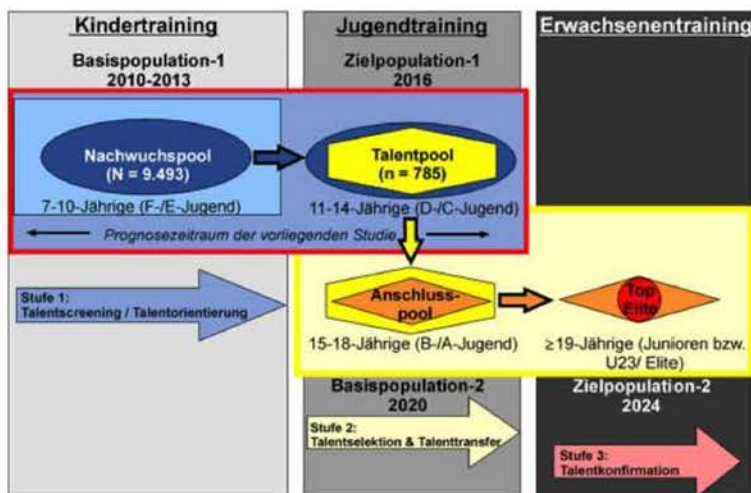 Kindertraining
Jugendtraining
Erwachsenentraining
Basispopulation-1
2010-2013
Zielpopulation-1
2016
Nachwuchspool
(N = 9.493)
Talentpool
(n = 785)
7-10-Jährige (F-/E-Jugend)
11-14-Jährige (D-/C-Jugend)
Prognosezeitraum der vorliegenden Studie
Stufe 1:
Talentscreening / Talentorientierung
Anschluss-
pool
Top
Elite
15-18-Jährige (B-/A-Jugend)
≥19-Jährige (Junioren bzw.
U23/ Elite)
Basispopulation-2
2020
Zielpopulation-2
2024
Stufe 2:
Talentselektion & Talenttransfer
Stufe 3:
Talentkonfirmation